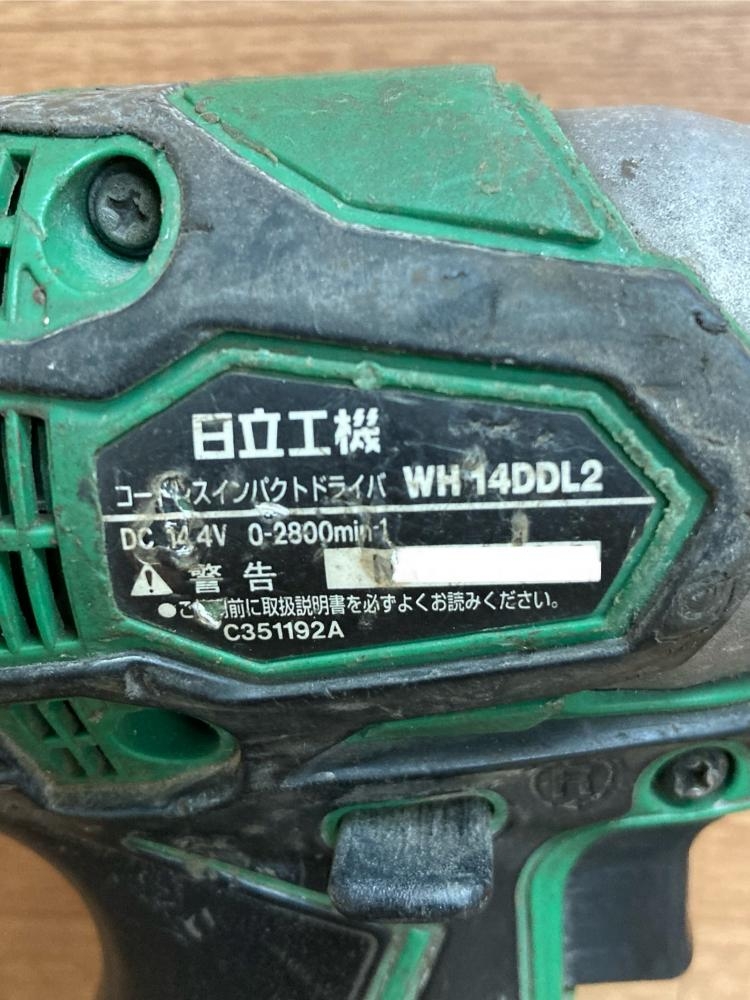 日立工機
コードレスインパクトドライバ WH 14DDL2
DC 14.4V 0-2800min-1
警告
●ご使用前に取扱説明書を必ずよくお読みください。
C351192A